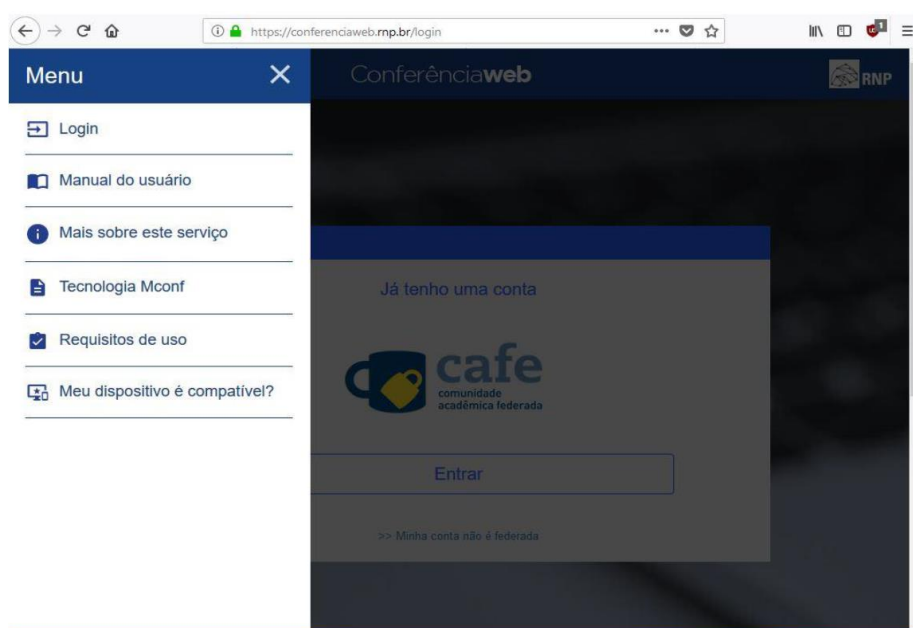 https://conferenciaweb.rnp.br/login
1
Menu
Conferênciaweb
RNP
Login
Manual do usuário
Mais sobre este serviço
Tecnologia Mconf
Requisitos de uso
Meu dispositivo é compatível?
Já tenho uma conta
cafe
comunidade
acadêmica federada
Entrar
>> Minha conta não é federada